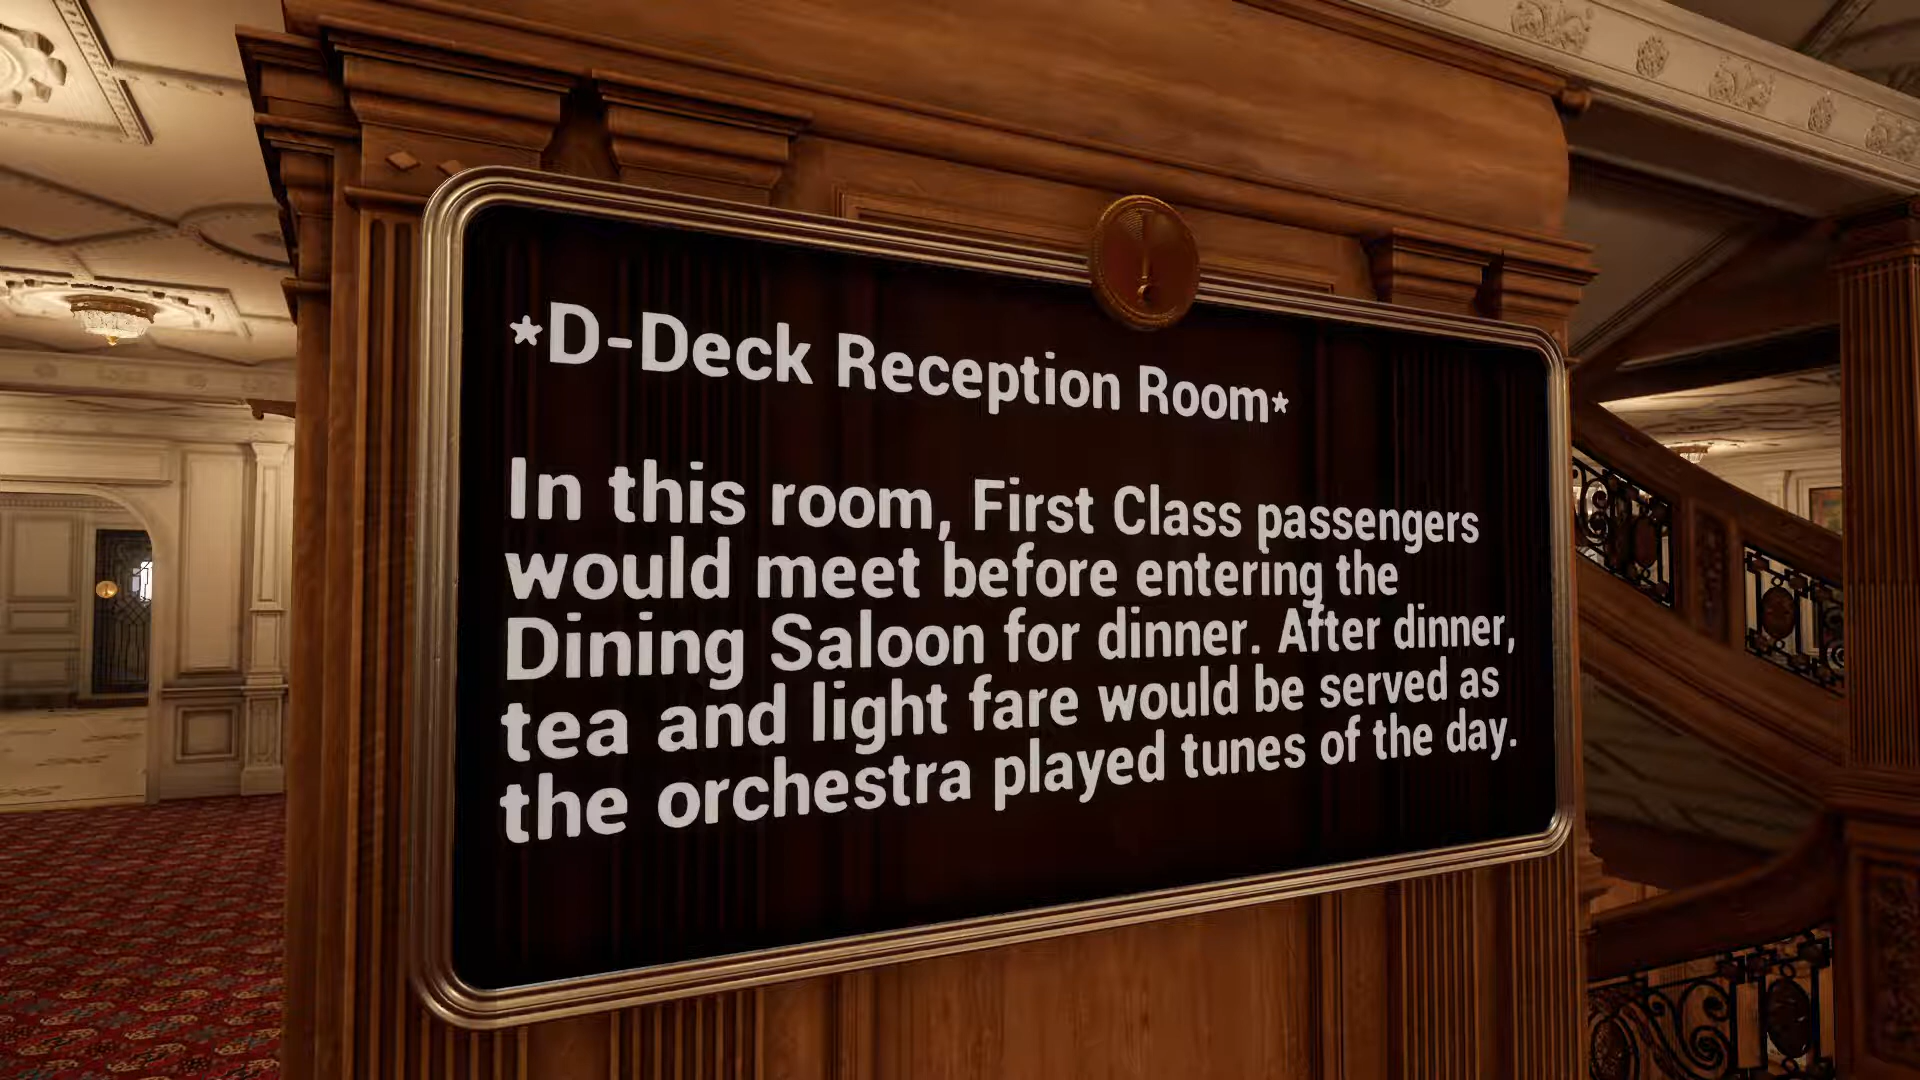 *D-Deck Reception Room*
In this room, First Class passengers
would meet before entering the
Dining Saloon for dinner. After dinner,
tea and light fare would be served as
the orchestra played tunes of the day.